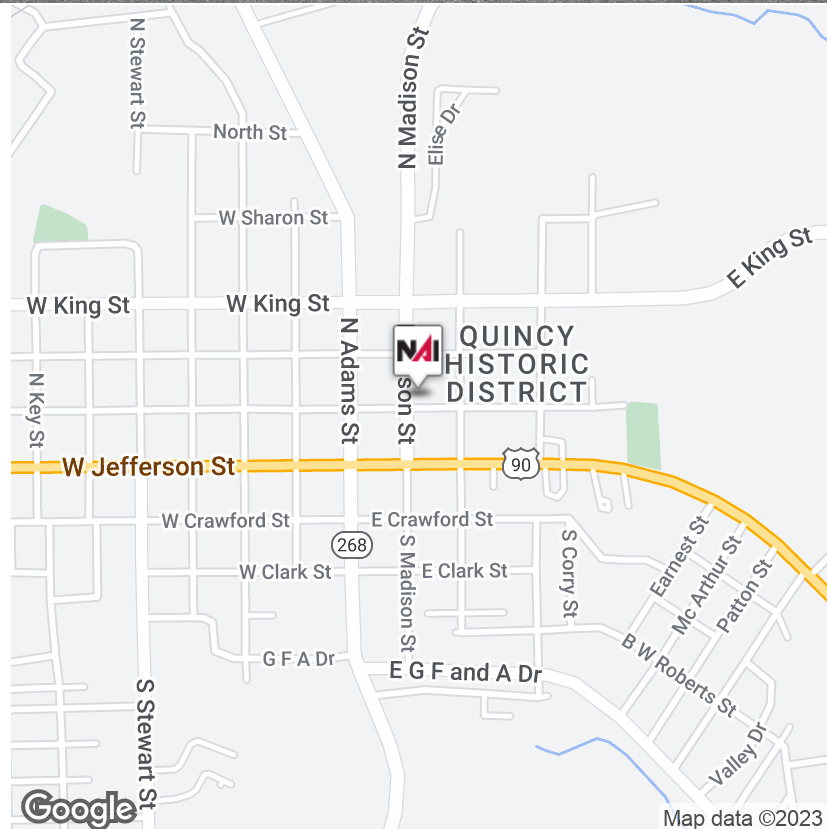 N Stewart St
N Madison St
North St
Elise Dr
W Sharon St
E King St
W King St
W King St
N Adams St
NAI
QUINCY
HISTORIC
DISTRICT
son St
N Key St
W Jefferson St
90
W Crawford St
E Crawford St
268
S Madison St
S Corry St
Earnest St
Mc Arthur St
Patton St
W Clark St
E Clark St
G F A Dr
E G F and A Dr
B W Roberts St
S Stewart St
Valley Dr
Google
Map data ©2023